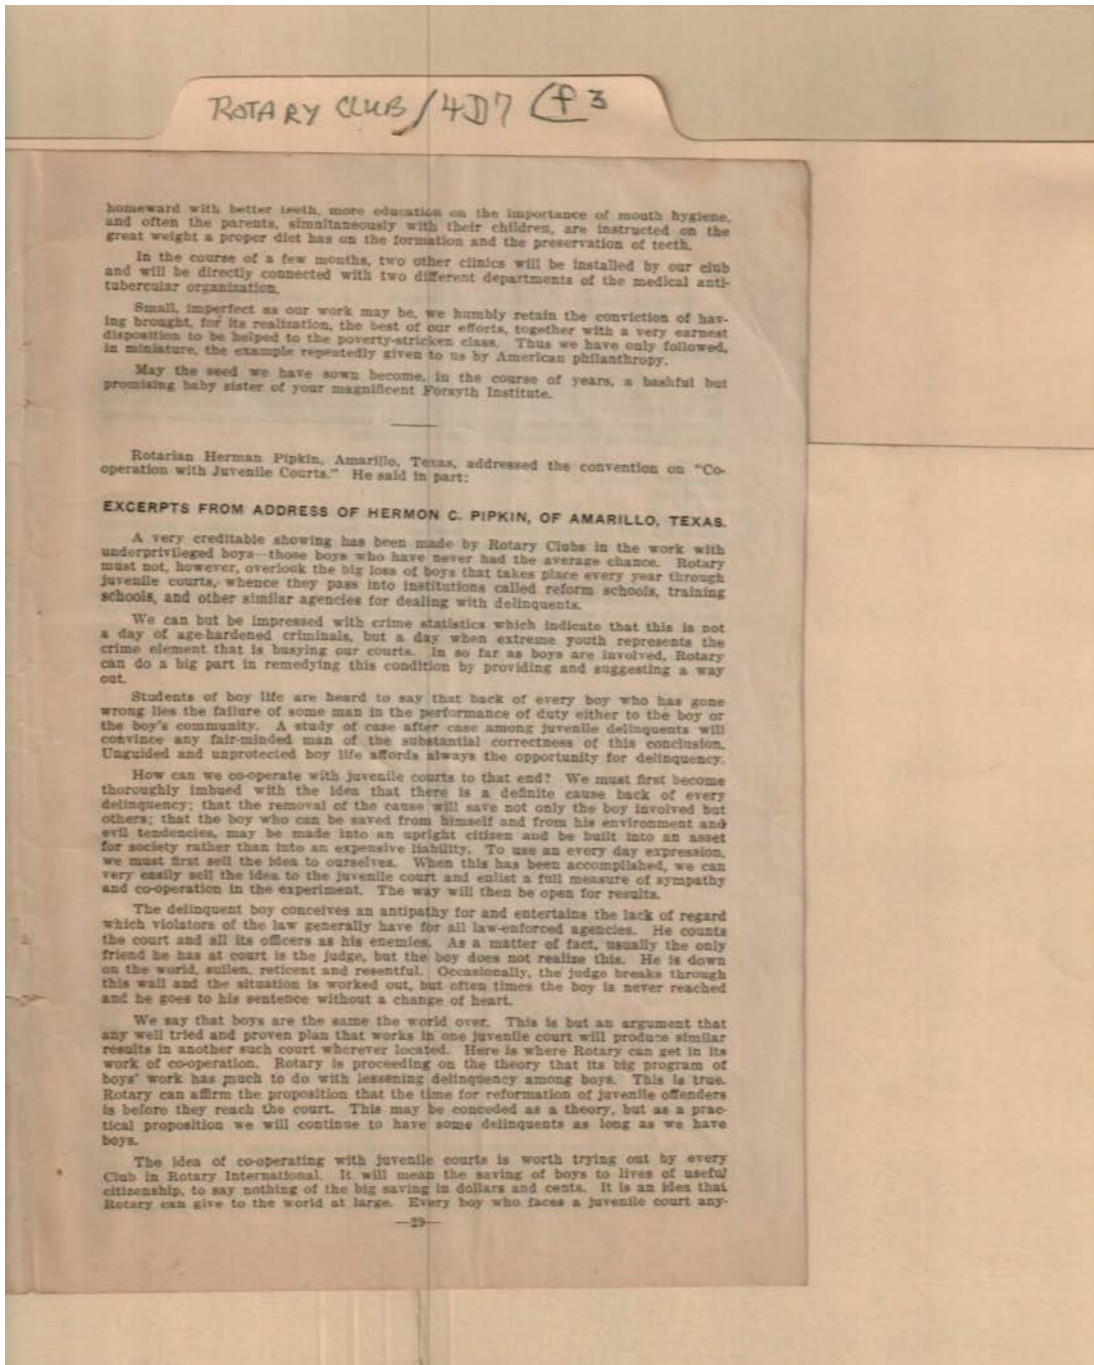 ROTARY CLUB/4D7 (f 3
homeward with better teeth, more education on the importance of mouth hygiene,
and often the parents, simultaneously with their children, are instructed on the
great weight a proper diet has on the formation and the preservation of teeth.
In the course of a few months, two other clinics will be installed by our club
and will be directly connected with two different departments of the medical anti-
tubercular organization.
Small, imperfect as our work may be, we humbly retain the conviction of hav-
ing brought, for its realization, the best of our efforts, together with a very earnest
disposition to be helped to the poverty-stricken class. Thus we have only followed,
in miniature, the example repeatedly given to us by American philanthropy.
May the seed we have sown become, in the course of years, a bashful but
promising baby sister of your magnificent Forsyth Institute.
Rotarian Herman Pipkin, Amarillo, Texas, addressed the convention on "Co-
operation with Juvenile Courts." He said in part:
EXCERPTS FROM ADDRESS OF HERMON C. PIPKIN, OF AMARILLO, TEXAS.
A very creditable showing has been made by Rotary Clubs in the work with
underprivileged boys—those boys who have never had the average chance. Rotary
must not, however, overlook the big loss of boys that takes place every year through
juvenile courts, whence they pass into institutions called reform schools, training
schools, and other similar agencies for dealing with delinquents.
We can but be impressed with crime statistics which indicate that this is not
a day of age-hardened criminals, but a day when extreme youth represents the
crime element that is busying our courts. In so far as boys are involved, Rotary
can do a big part in remedying this condition by providing and suggesting a way
out.
Students of boy life are heard to say that back of every boy who has gone
wrong lies the failure of some man in the performance of duty either to the boy or
the boy's community. A study of case after case among juvenile delinquents will
convince any fair-minded man of the substantial correctness of this conclusion.
Unguided and unprotected boy life affords always the opportunity for delinquency.
How can we co-operate with juvenile courts to that end? We must first become
thoroughly imbued with the idea that there is a definite cause back of every
delinquency; that the removal of the cause will save not only the boy involved but
others; that the boy who can be saved from himself and from his environment and
evil tendencies, may be made into an upright citizen and be built into an asset
for society rather than into an expensive liability. To use an every day expression,
we must first sell the idea to ourselves. When this has been accomplished, we can
very easily sell the idea to the juvenile court and enlist a full measure of sympathy
and co-operation in the experiment. The way will then be open for results.
The delinquent boy conceives an antipathy for and entertains the lack of regard
which violators of the law generally have for all law-enforced agencies. He counts
the court and all its officers as his enemies. As a matter of fact, usually the only
friend he has at court is the judge, but the boy does not realize this. He is down
on the world, sullen, reticent and resentful. Occasionally, the judge breaks through
this wall and the situation is worked out, but often times the boy is never reached
and he goes to his sentence without a change of heart.
We say that boys are the same the world over. This is but an argument that
any well tried and proven plan that works in one juvenile court will produce similar
results in another such court wherever located. Here is where Rotary can get in its
work of co-operation. Rotary is proceeding on the theory that its big program of
boys' work has much to do with lessening delinquency among boys. This is true.
Rotary can affirm the proposition that the time for reformation of juvenile offenders
is before they reach the court. This may be conceded as a theory, but as a prac-
tical proposition we will continue to have some delinquents as long as we have
boys.
The idea of co-operating with juvenile courts is worth trying out by every
Club in Rotary International. It will mean the saving of boys to lives of useful
citizenship, to say nothing of the big saving in dollars and cents. It is an idea that
Rotary can give to the world at large. Every boy who faces a juvenile court any-
—29—